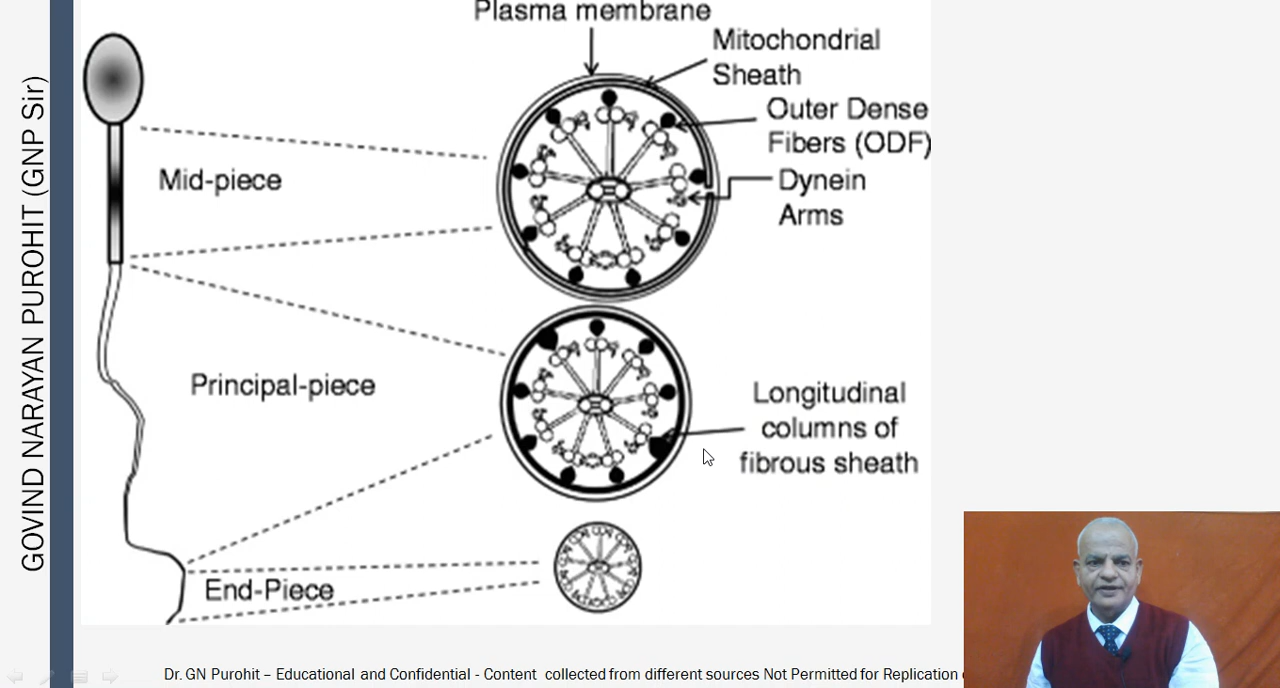 GOVIND NARAYAN PUROHIT (GNP Sir)
Plasma membrane
Mitochondrial
Sheath
Outer Dense
Fibers (ODF)
Dynein
Arms
Mid-piece
Principal-piece
Longitudinal
columns of
fibrous sheath
End-Piece
Dr. GN Purohit – Educational and Confidential - Content collected from different sources Not Permitted for Replication